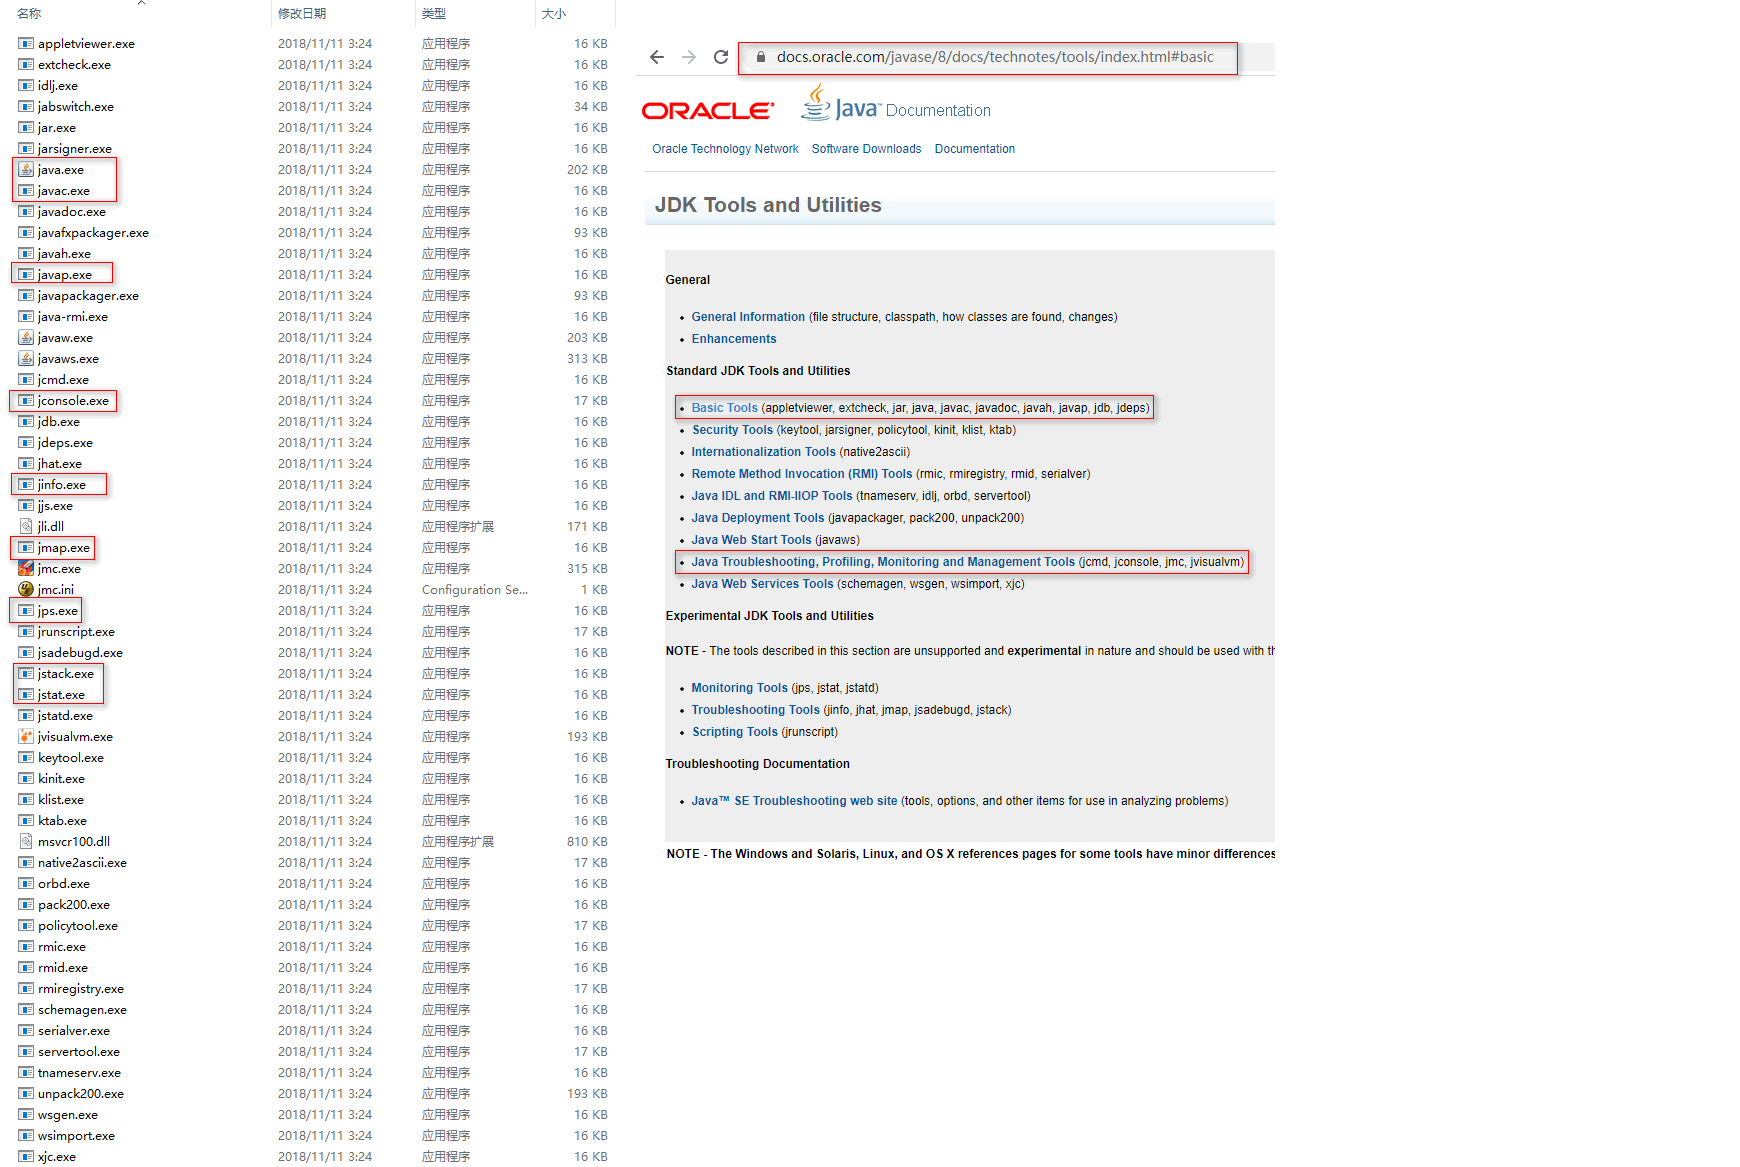 名称 修改日期 类型 大小
appletviewer.exe 2018/11/11 3:24 应用程序 16 KB
extcheck.exe 2018/11/11 3:24 应用程序 16 KB
idlj.exe 2018/11/11 3:24 应用程序 16 KB
jabswitch.exe 2018/11/11 3:24 应用程序 34 KB
jar.exe 2018/11/11 3:24 应用程序 16 KB
jarsigner.exe 2018/11/11 3:24 应用程序 16 KB
java.exe 2018/11/11 3:24 应用程序 202 KB
javac.exe 2018/11/11 3:24 应用程序 16 KB
javadoc.exe 2018/11/11 3:24 应用程序 16 KB
javafxpackager.exe 2018/11/11 3:24 应用程序 93 KB
javah.exe 2018/11/11 3:24 应用程序 16 KB
javap.exe 2018/11/11 3:24 应用程序 16 KB
javapackager.exe 2018/11/11 3:24 应用程序 93 KB
java-rmi.exe 2018/11/11 3:24 应用程序 16 KB
javaw.exe 2018/11/11 3:24 应用程序 203 KB
javaws.exe 2018/11/11 3:24 应用程序 313 KB
jcmd.exe 2018/11/11 3:24 应用程序 16 KB
jconsole.exe 2018/11/11 3:24 应用程序 17 KB
jdb.exe 2018/11/11 3:24 应用程序 16 KB
jdeps.exe 2018/11/11 3:24 应用程序 16 KB
jhat.exe 2018/11/11 3:24 应用程序 16 KB
jinfo.exe 2018/11/11 3:24 应用程序 16 KB
jjs.exe 2018/11/11 3:24 应用程序 16 KB
jli.dll 2018/11/11 3:24 应用程序扩展 171 KB
jmap.exe 2018/11/11 3:24 应用程序 16 KB
jmc.exe 2018/11/11 3:24 应用程序 315 KB
jmc.ini 2018/11/11 3:24 Configuration Se... 1 KB
jps.exe 2018/11/11 3:24 应用程序 16 KB
jrunscript.exe 2018/11/11 3:24 应用程序 17 KB
jsadebugd.exe 2018/11/11 3:24 应用程序 16 KB
jstack.exe 2018/11/11 3:24 应用程序 16 KB
jstat.exe 2018/11/11 3:24 应用程序 16 KB
jstatd.exe 2018/11/11 3:24 应用程序 16 KB
jvisualvm.exe 2018/11/11 3:24 应用程序 193 KB
keytool.exe 2018/11/11 3:24 应用程序 16 KB
kinit.exe 2018/11/11 3:24 应用程序 16 KB
klist.exe 2018/11/11 3:24 应用程序 16 KB
ktab.exe 2018/11/11 3:24 应用程序 16 KB
msvcr100.dll 2018/11/11 3:24 应用程序扩展 810 KB
native2ascii.exe 2018/11/11 3:24 应用程序 17 KB
orbd.exe 2018/11/11 3:24 应用程序 16 KB
pack200.exe 2018/11/11 3:24 应用程序 16 KB
policytool.exe 2018/11/11 3:24 应用程序 17 KB
rmic.exe 2018/11/11 3:24 应用程序 16 KB
rmid.exe 2018/11/11 3:24 应用程序 16 KB
rmiregistry.exe 2018/11/11 3:24 应用程序 17 KB
schemagen.exe 2018/11/11 3:24 应用程序 16 KB
serialver.exe 2018/11/11 3:24 应用程序 16 KB
servertool.exe 2018/11/11 3:24 应用程序 17 KB
tnameserv.exe 2018/11/11 3:24 应用程序 16 KB
unpack200.exe 2018/11/11 3:24 应用程序 193 KB
wsgen.exe 2018/11/11 3:24 应用程序 16 KB
wsimport.exe 2018/11/11 3:24 应用程序 16 KB
xjc.exe 2018/11/11 3:24 应用程序 16 KB
docs.oracle.com/javase/8/docs/technotes/tools/index.html#basic
ORACLE Java™ Documentation
Oracle Technology Network Software Downloads Documentation
JDK Tools and Utilities
General
• General Information (file structure, classpath, how classes are found, changes)
• Enhancements
Standard JDK Tools and Utilities
• Basic Tools (appletviewer, extcheck, jar, java, javac, javadoc, javah, javap, jdb, jdeps)
• Security Tools (keytool, jarsigner, policytool, kinit, klist, ktab)
• Internationalization Tools (native2ascii)
• Remote Method Invocation (RMI) Tools (rmic, rmiregistry, rmid, serialver)
• Java IDL and RMI-IIOP Tools (tnameserv, idlj, orbd, servertool)
• Java Deployment Tools (javapackager, pack200, unpack200)
• Java Web Start Tools (javaws)
• Java Troubleshooting, Profiling, Monitoring and Management Tools (jcmd, jconsole, jmc, jvisualvm)
• Java Web Services Tools (schemagen, wsgen, wsimport, xjc)
Experimental JDK Tools and Utilities
NOTE - The tools described in this section are unsupported and experimental in nature and should be used with
• Monitoring Tools (jps, jstat, jstatd)
• Troubleshooting Tools (jinfo, jhat, jmap, jsadebugd, jstack)
• Scripting Tools (jrunscript)
Troubleshooting Documentation
• Java™ SE Troubleshooting web site (tools, options, and other items for use in analyzing problems)
NOTE - The Windows and Solaris, Linux, and OS X references pages for some tools have minor differences